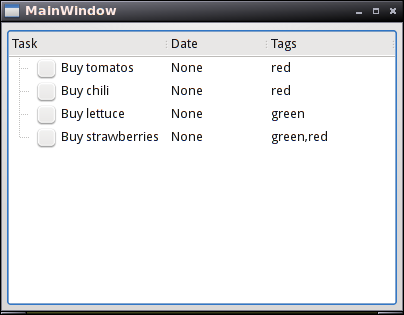 MainWindow
Task Date Tags
Buy tomatos None red
Buy chili None red
Buy lettuce None green
Buy strawberries None green,red